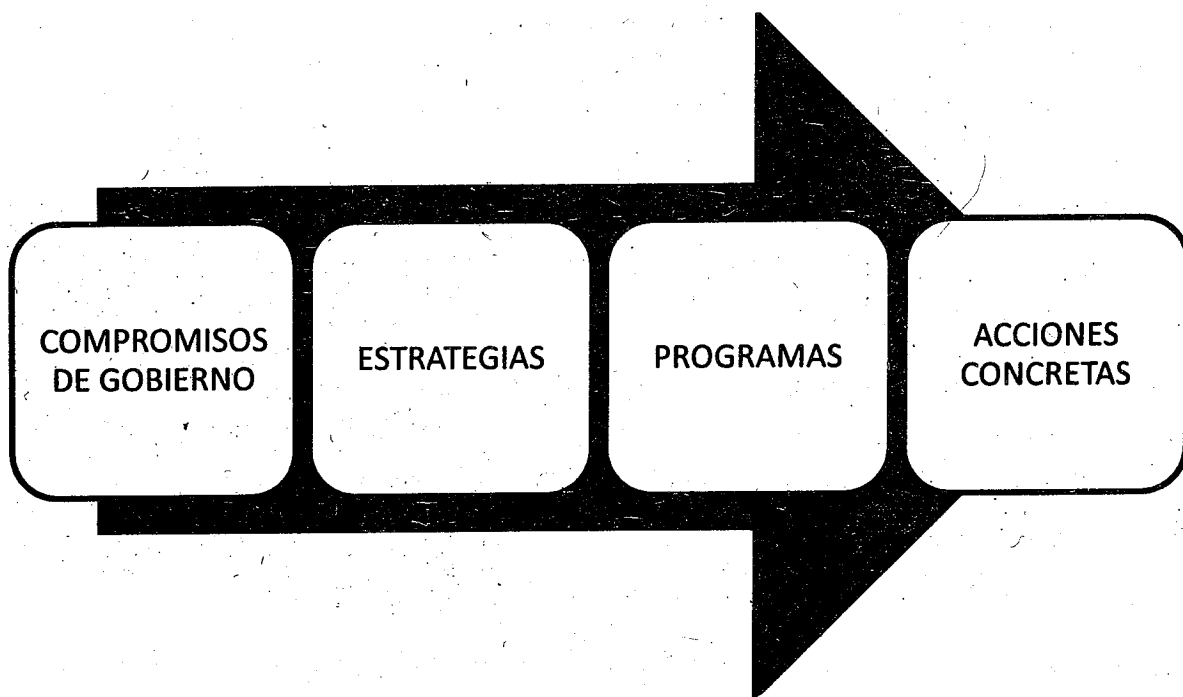 COMPROMISOS
DE GOBIERNO
ESTRATEGIAS
PROGRAMAS
ACCIONES
CONCRETAS